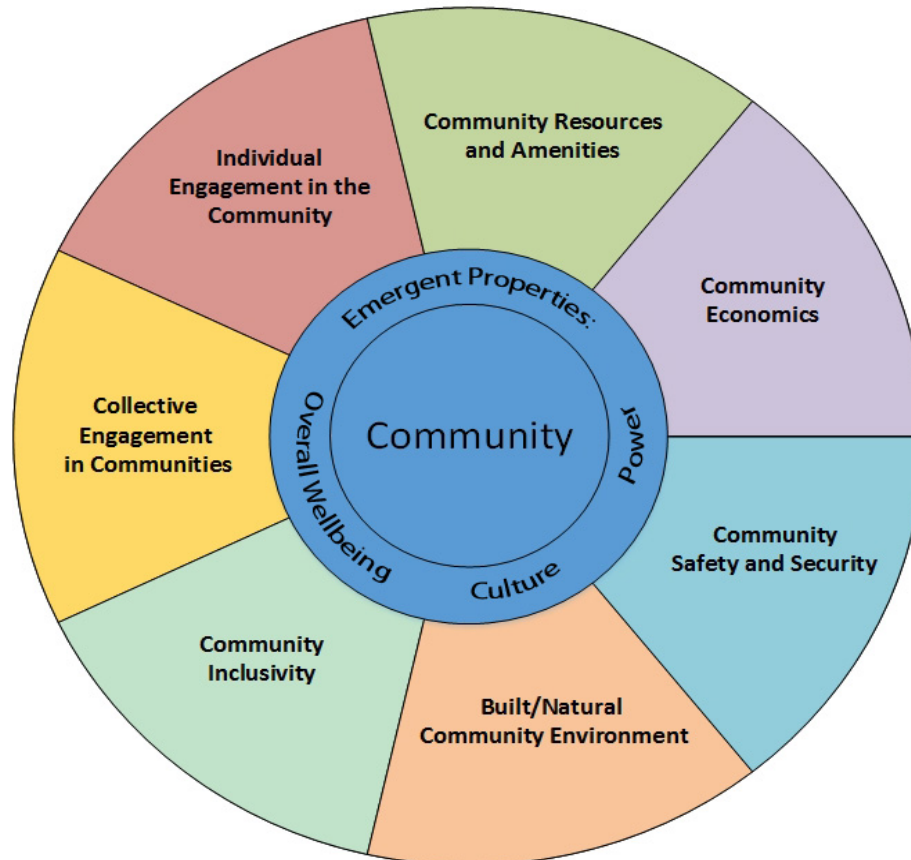 Community Resources
and Amenities
Individual
Engagement in the
Community
Community
Economics
Emergent Properties:
Power
Culture
Overall Wellbeing
Community
Collective
Engagement
in Communities
Community
Safety and Security
Community
Inclusivity
Built/Natural
Community Environment